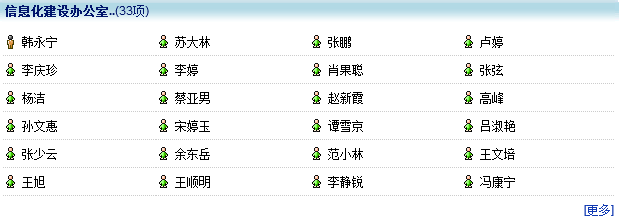 信息化建设办公室..(33项)
韩永宁 苏大林 张鹏 卢婷
李庆珍 李婷 肖果聪 张弦
杨洁 蔡亚男 赵新霞 高峰
孙文惠 宋婷玉 谭雪京 吕淑艳
张少云 余东岳 范小林 王文培
王旭 王顺明 李静锐 冯康宁
[更多]